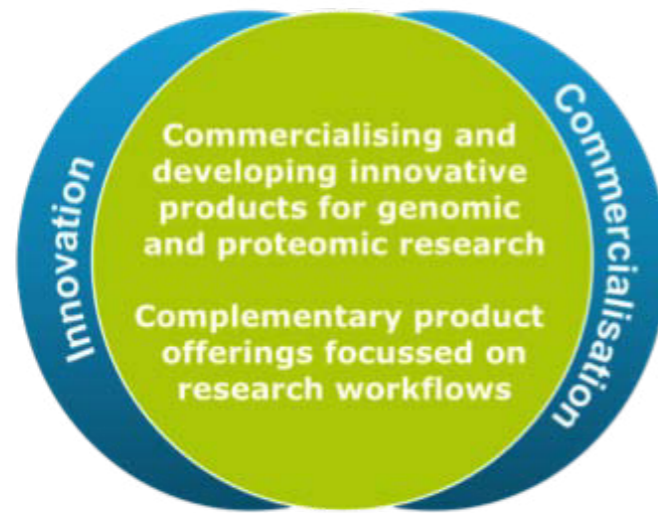 Innovation
Commercialising and
developing innovative
products for genomic
and proteomic research
Complementary product
offerings focussed on
research workflows
Commercialisation